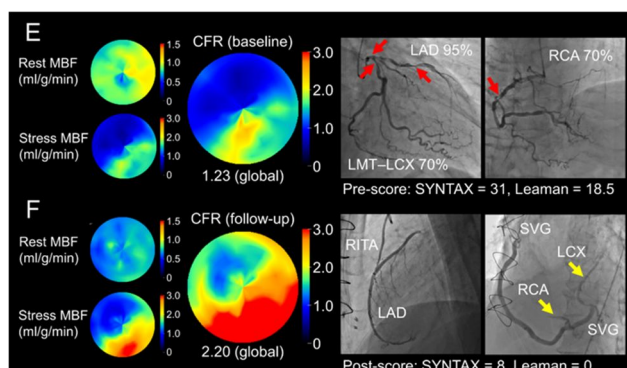 E
Rest MBF
(ml/g/min)
1.5
1.0
0.5
0
Stress MBF
(ml/g/min)
3.0
2.0
1.0
0
CFR (baseline)
3.0
2.0
1.0
0
1.23 (global)
LAD 95%
LMT–LCX 70%
RCA 70%
Pre-score: SYNTAX = 31, Leaman = 18.5
F
Rest MBF
(ml/g/min)
1.5
1.0
0.5
0
Stress MBF
(ml/g/min)
3.0
2.0
1.0
0
CFR (follow-up)
3.0
2.0
1.0
0
2.20 (global)
RITA
LAD
SVG
LCX
RCA
SVG
Post-score: SYNTAX = 8, Leaman = 0